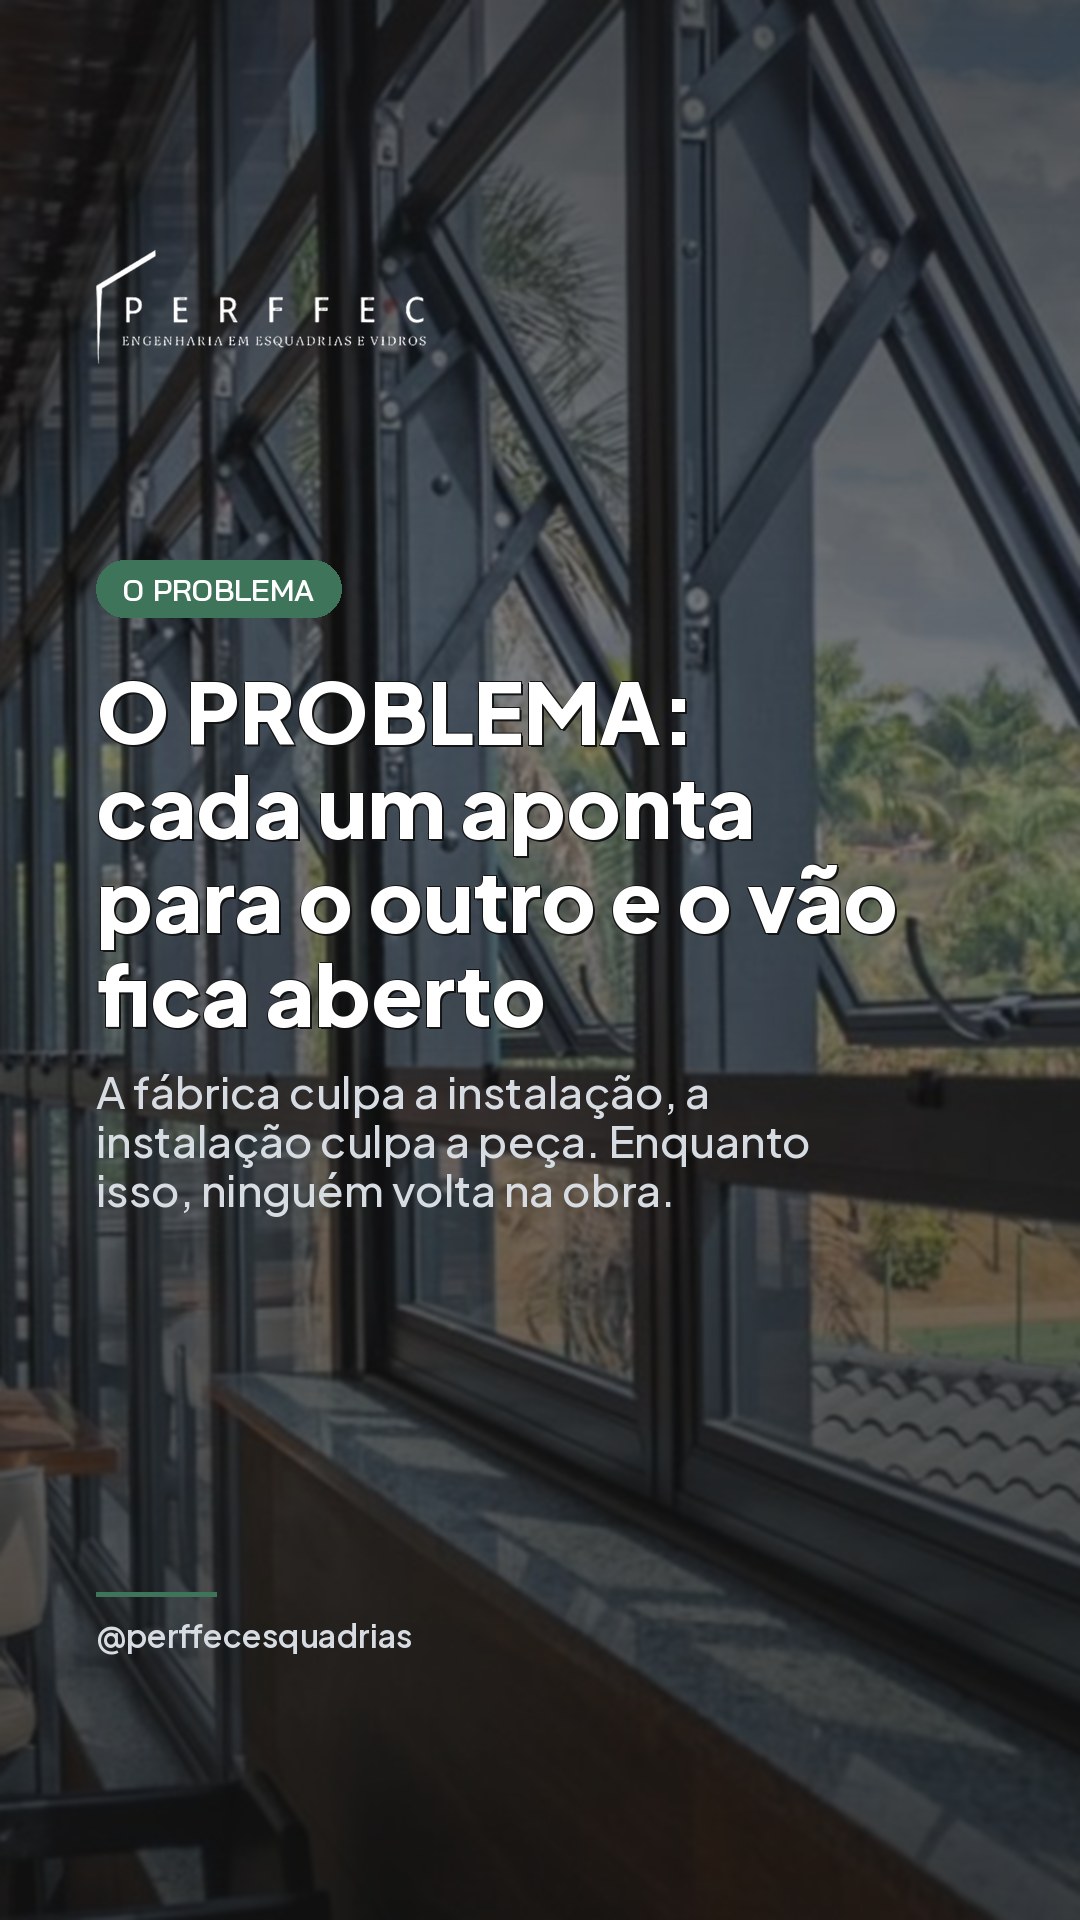 PERFFEC
ENGENHARIA EM ESQUADRIAS E VIDROS
O PROBLEMA
O PROBLEMA:
cada um aponta
para o outro e o vão
fica aberto
A fábrica culpa a instalação, a
instalação culpa a peça. Enquanto
isso, ninguém volta na obra.
@perffecesquadrias